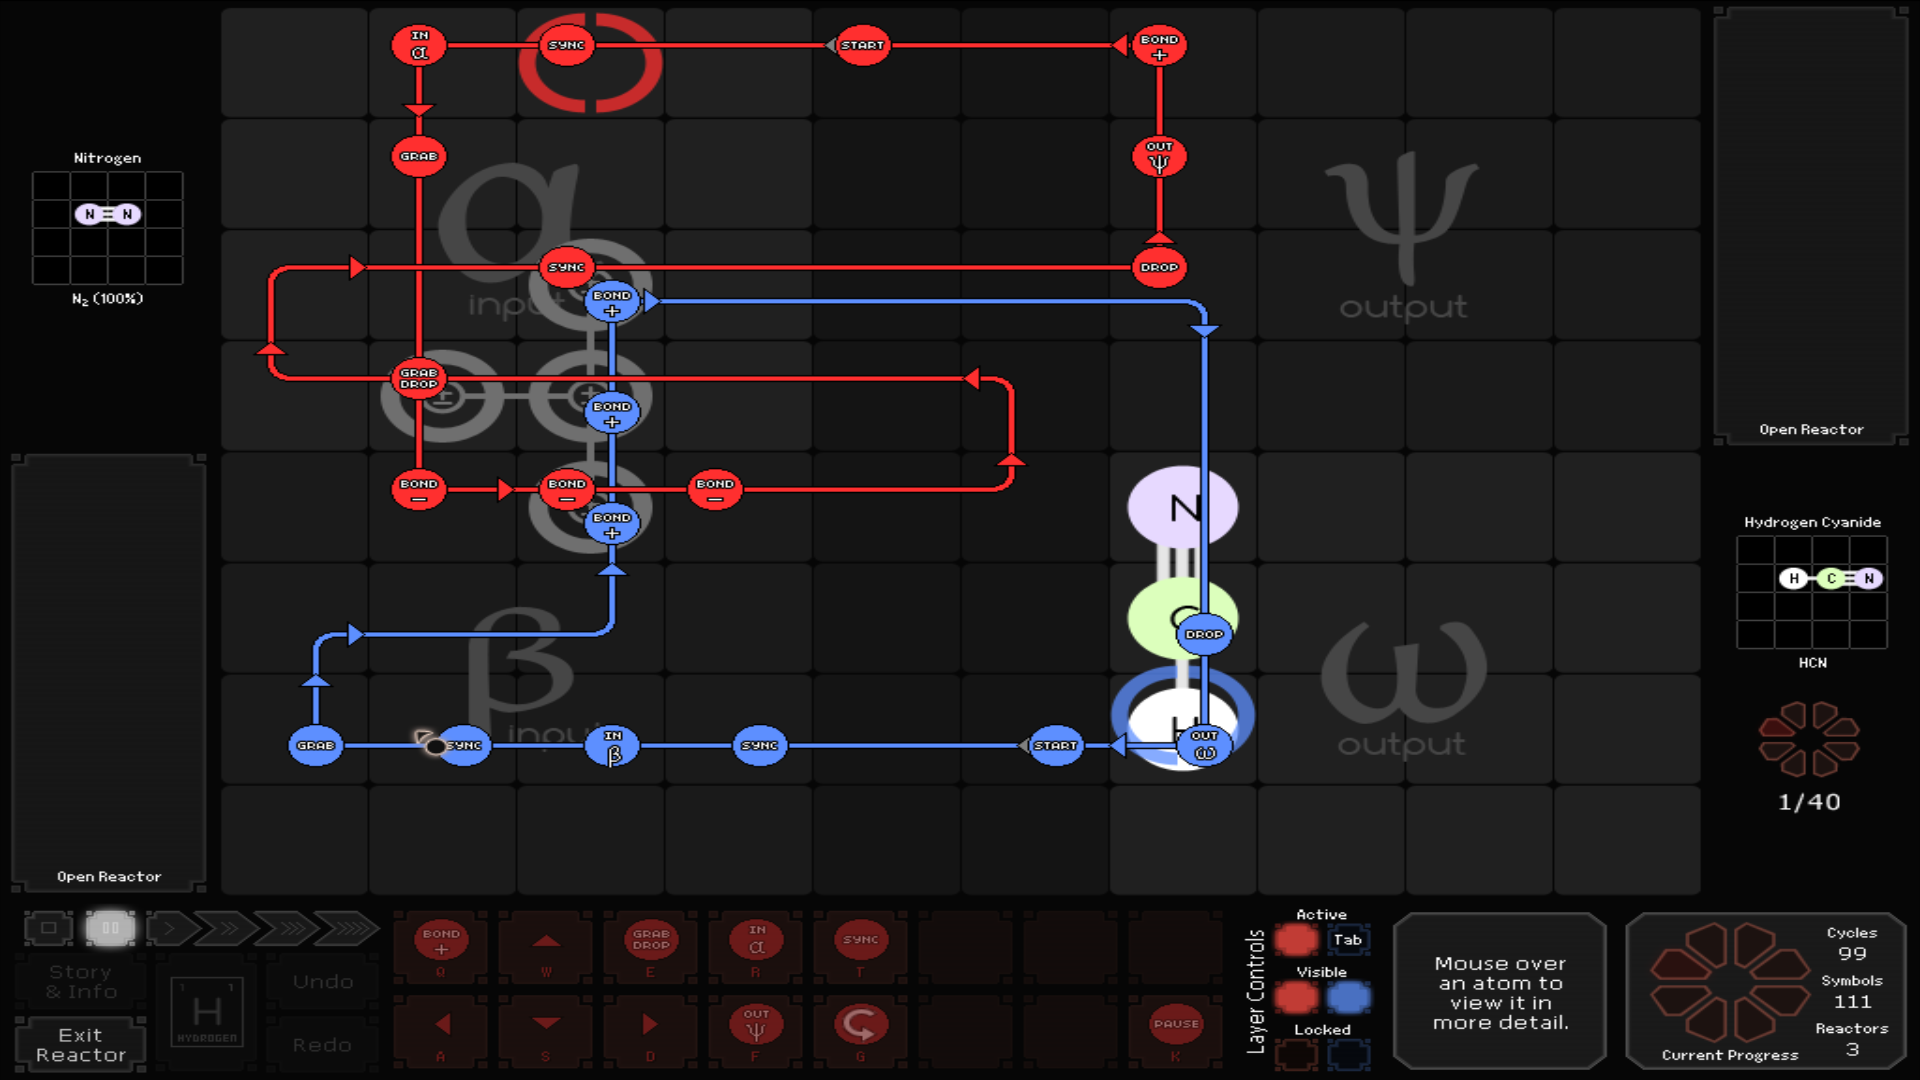 IN
α
SYNC
START
BOND
+
GRAB
OUT
ψ
Nitrogen
N≡N
N₂ (100%)
α
input
SYNC
DROP
ψ
output
BOND
+
GRAB
DROP
BOND
+
Open Reactor
BOND
–
BOND
–
BOND
–
BOND
+
N
Hydrogen Cyanide
H-C≡N
HCN
C
DROP
β
input
ω
output
GRAB
SYNC
IN
β
SYNC
START
H
OUT
ω
1/40
Open Reactor
Story
& Info
Undo
1 1
H
HYDROGEN
Exit
Reactor
Redo
BOND
+
Q
W
GRAB
DROP
E
IN
α
R
SYNC
T
A
S
D
OUT
ψ
F
G
PAUSE
K
Layer Controls
Active
Tab
Visible
Locked
Mouse over
an atom to
view it in
more detail.
Cycles
99
Symbols
111
Reactors
3
Current Progress